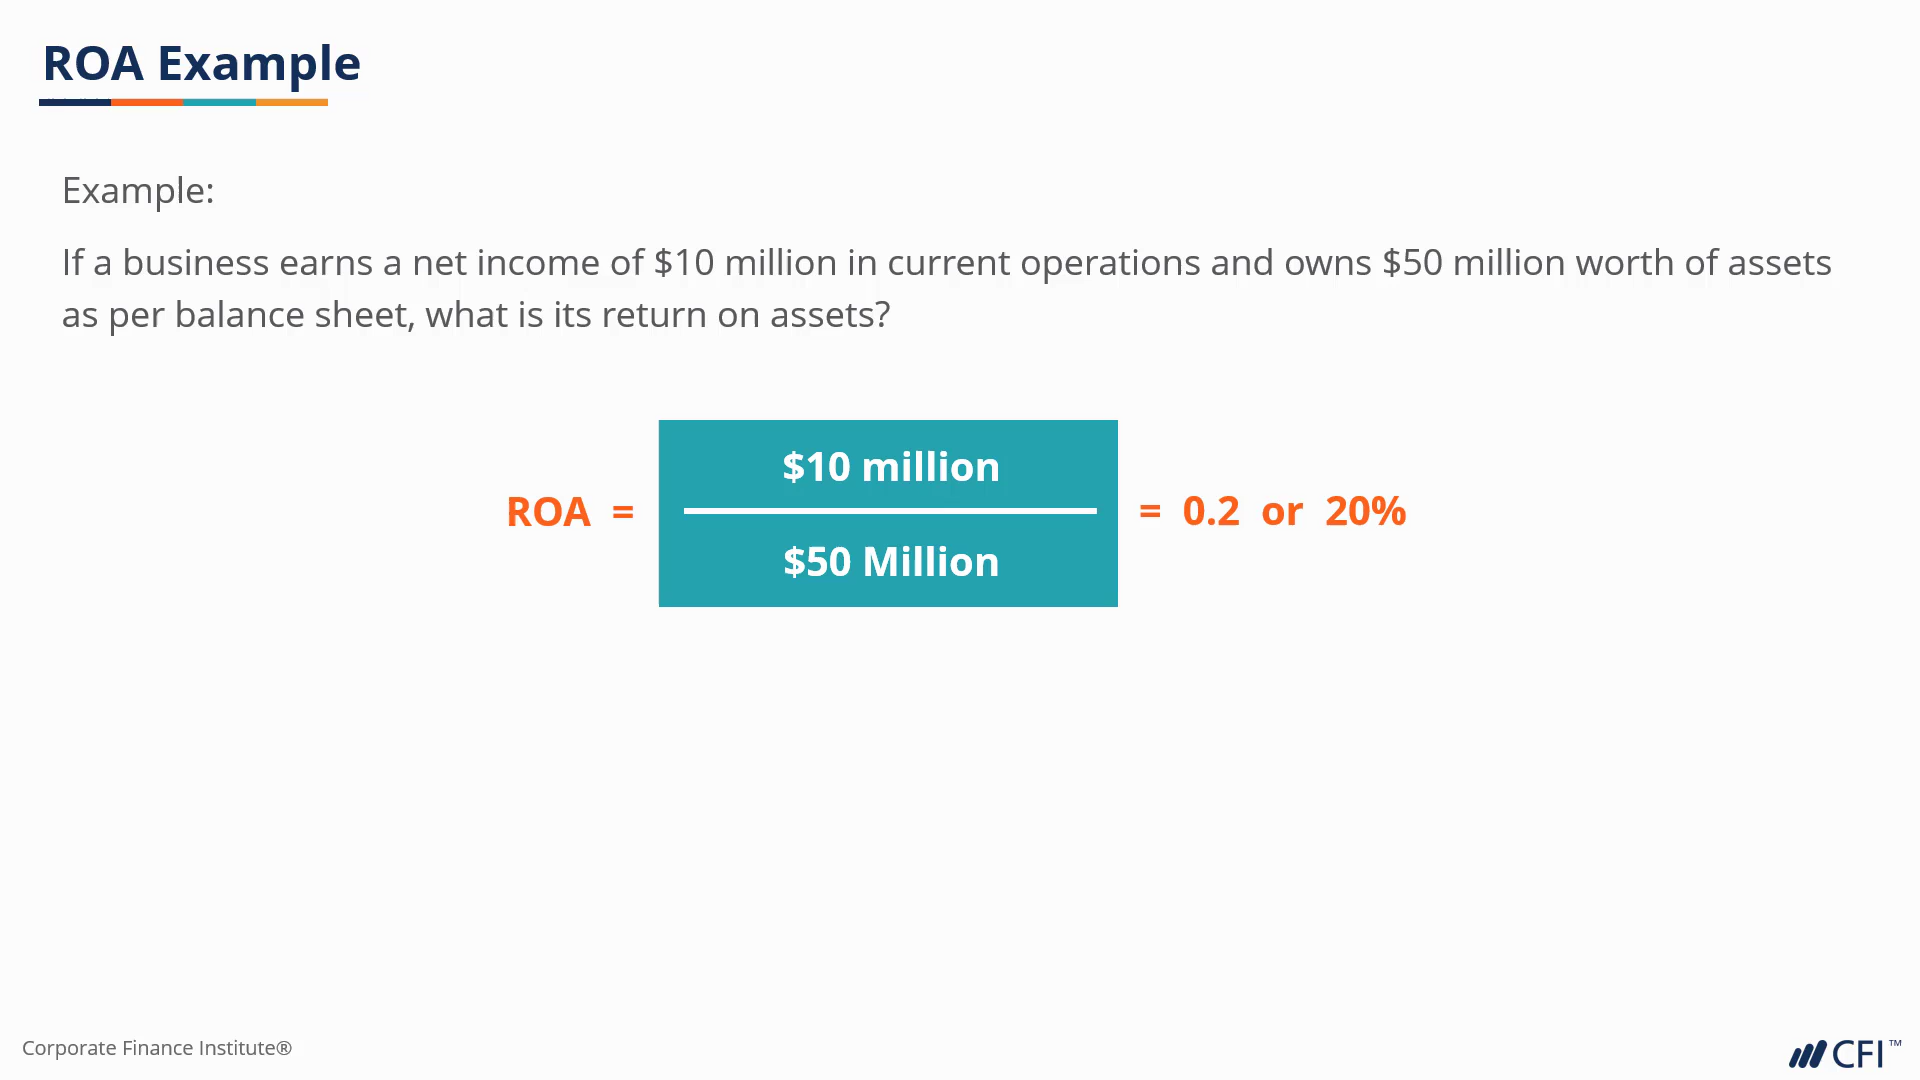 ROA Example
Example:
If a business earns a net income of $10 million in current operations and owns $50 million worth of assets
as per balance sheet, what is its return on assets?
$10 million
ROA = = 0.2 or 20%
$50 Million
Corporate Finance Institute®
CFI™